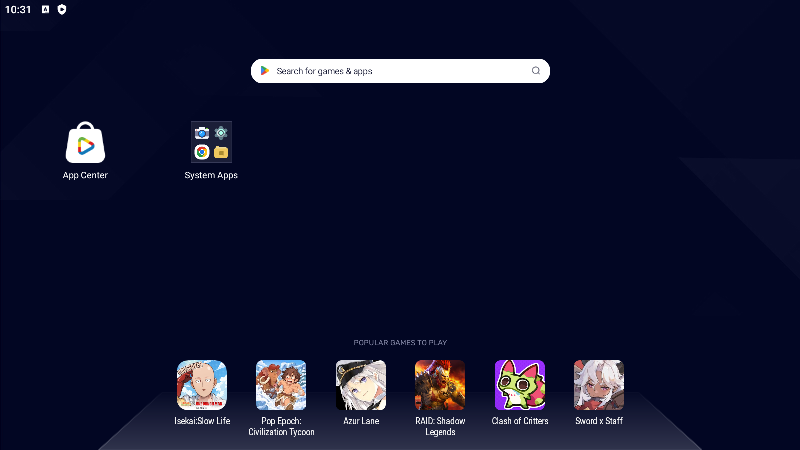 10:31
Search for games & apps
App Center
System Apps
POPULAR GAMES TO PLAY
Isekai:Slow Life
Pop Epoch:
Civilization Tycoon
Azur Lane
RAID: Shadow
Legends
Clash of Critters
Sword x Staff